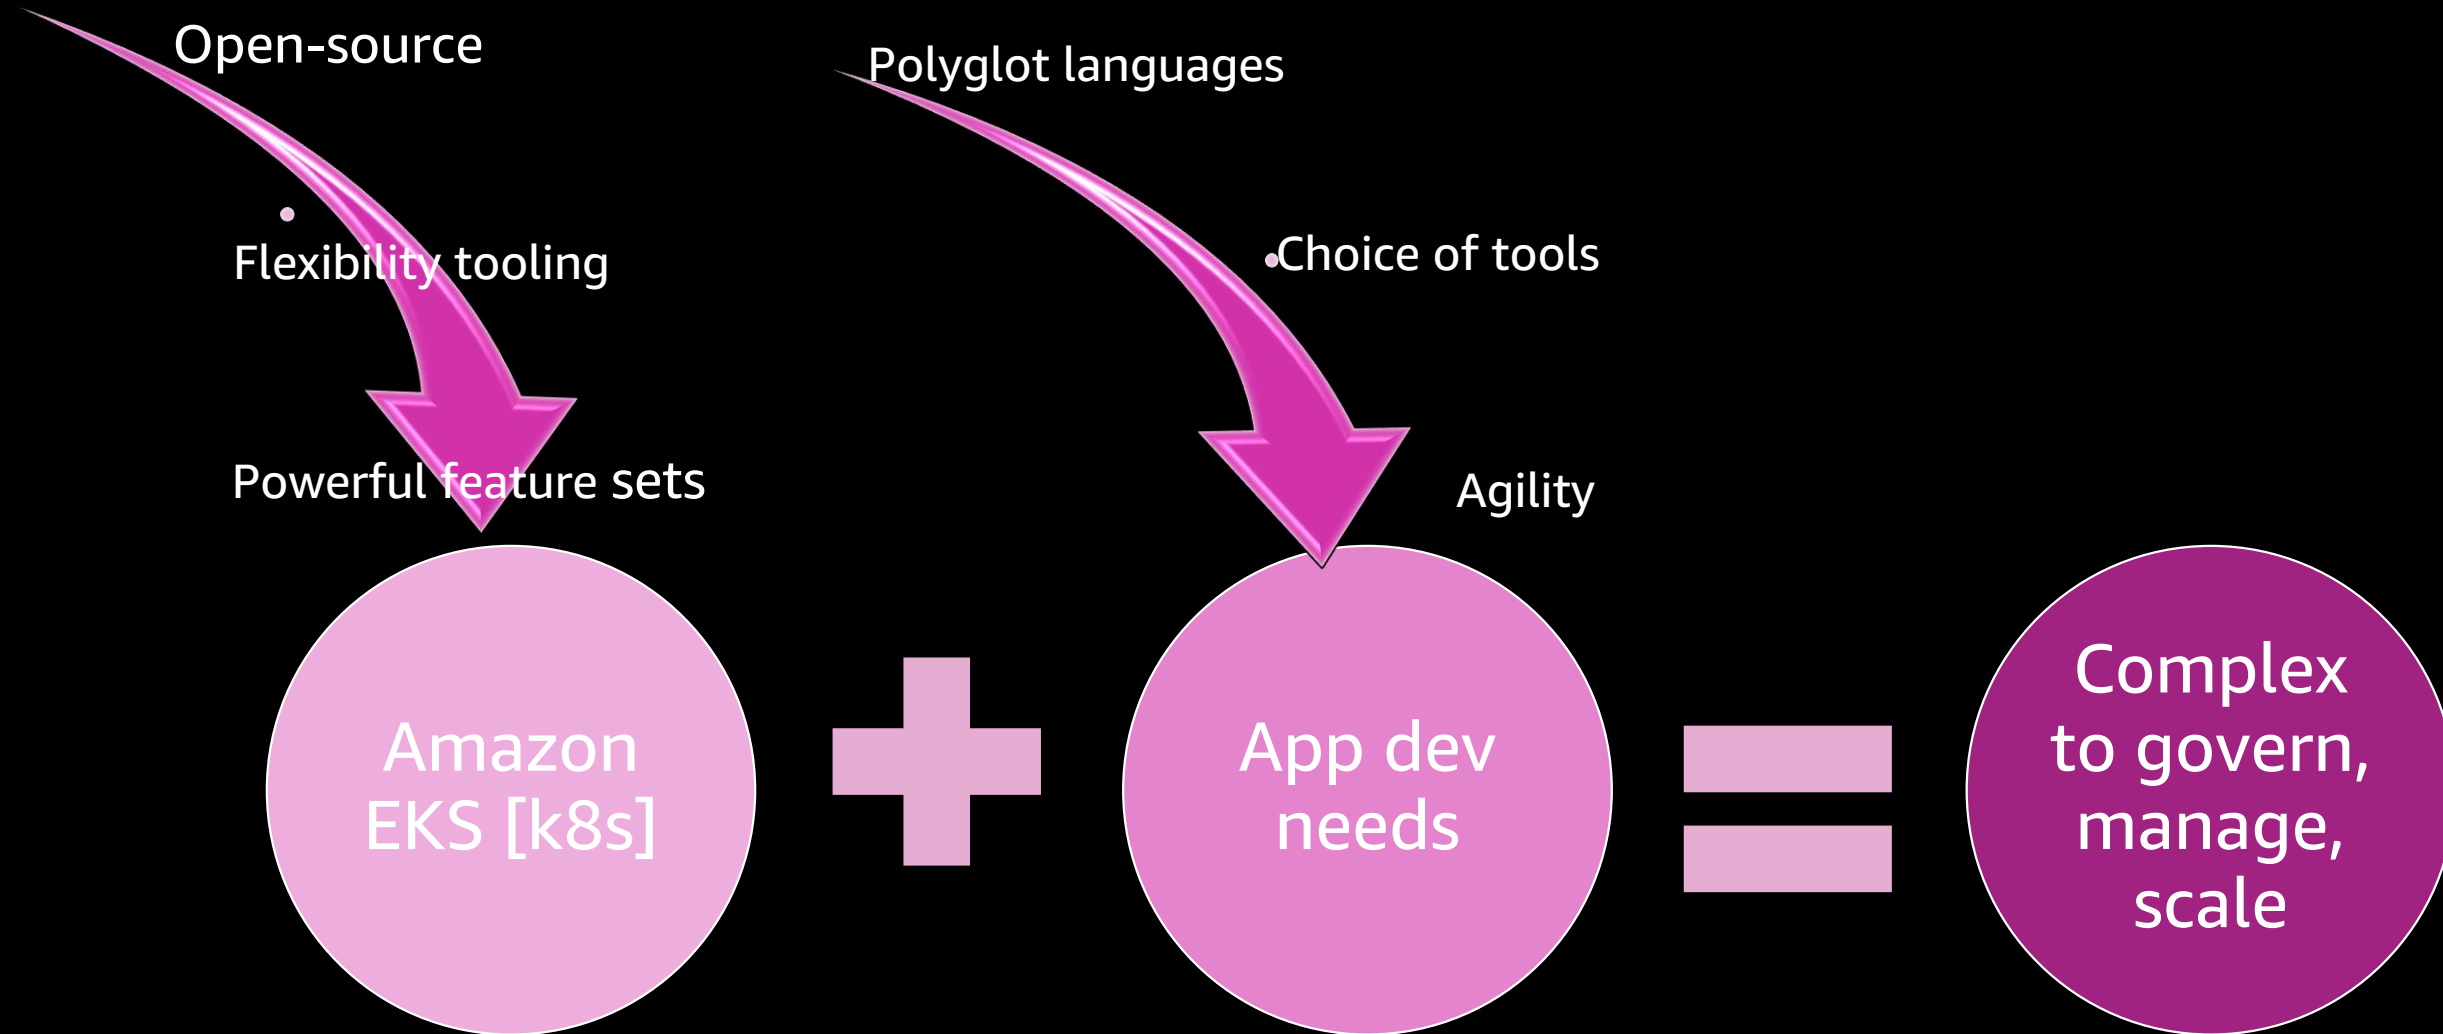 Open-source
Flexibility tooling
Powerful feature sets
Polyglot languages
Choice of tools
Agility
Amazon
EKS [k8s]
App dev
needs
Complex
to govern,
manage,
scale